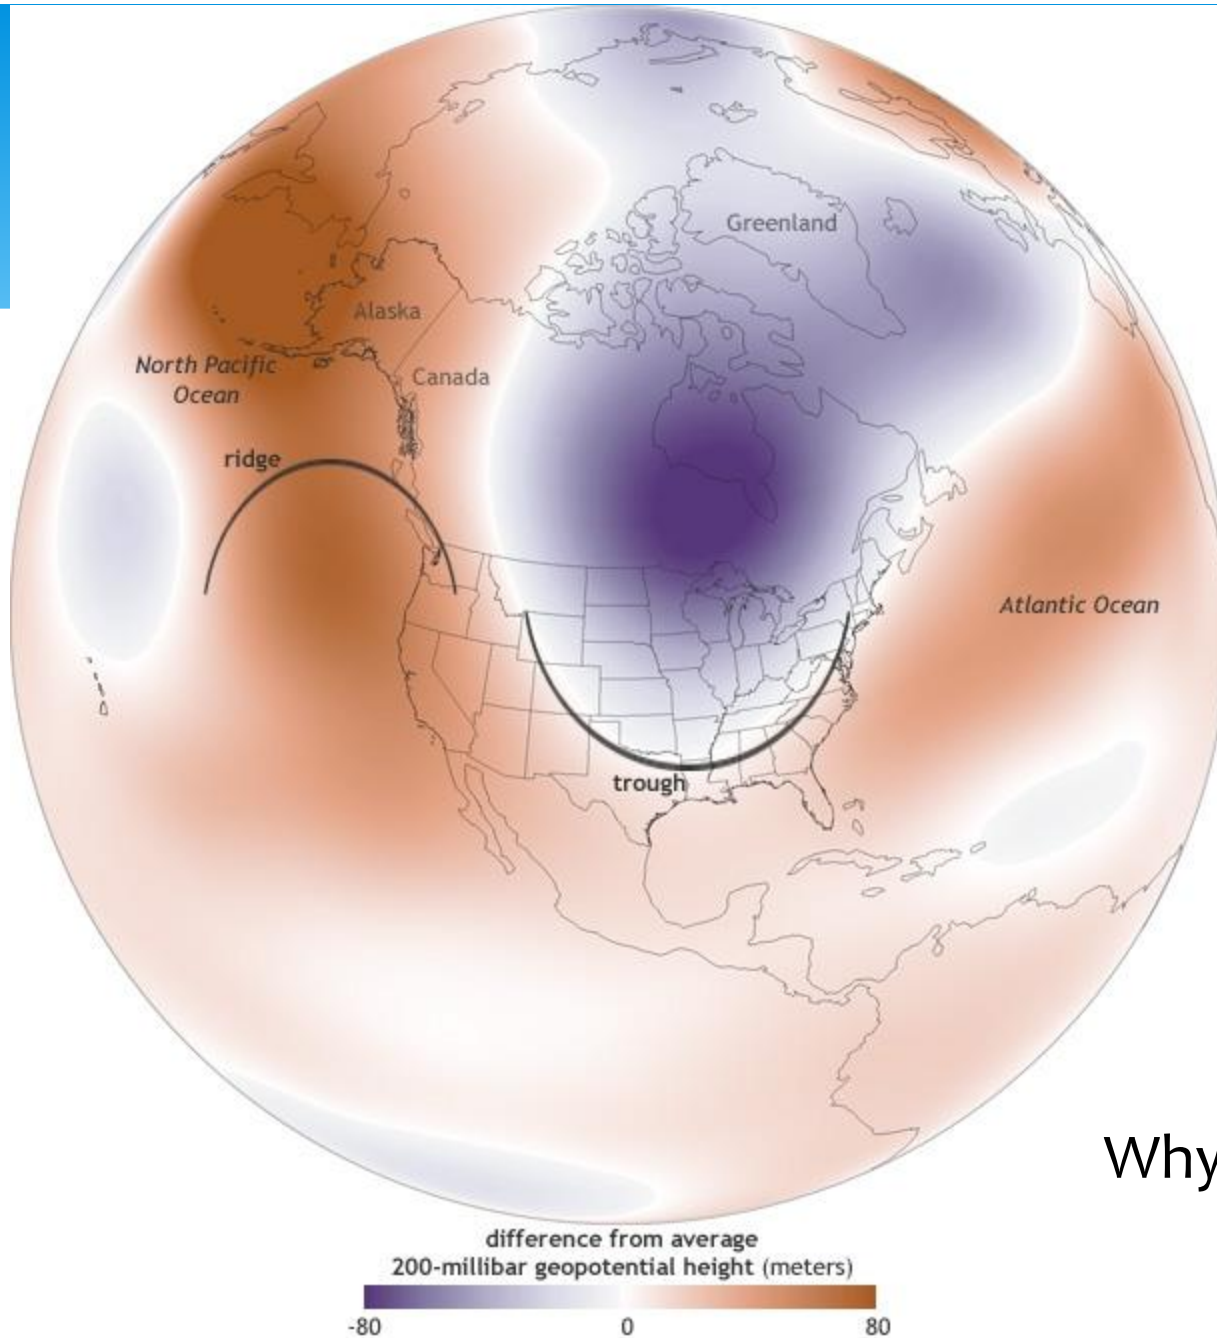 Greenland
Alaska
North Pacific
Ocean
Canada
ridge
Atlantic Ocean
trough
Why
difference from average
200-millibar geopotential height (meters)
-80 0 80